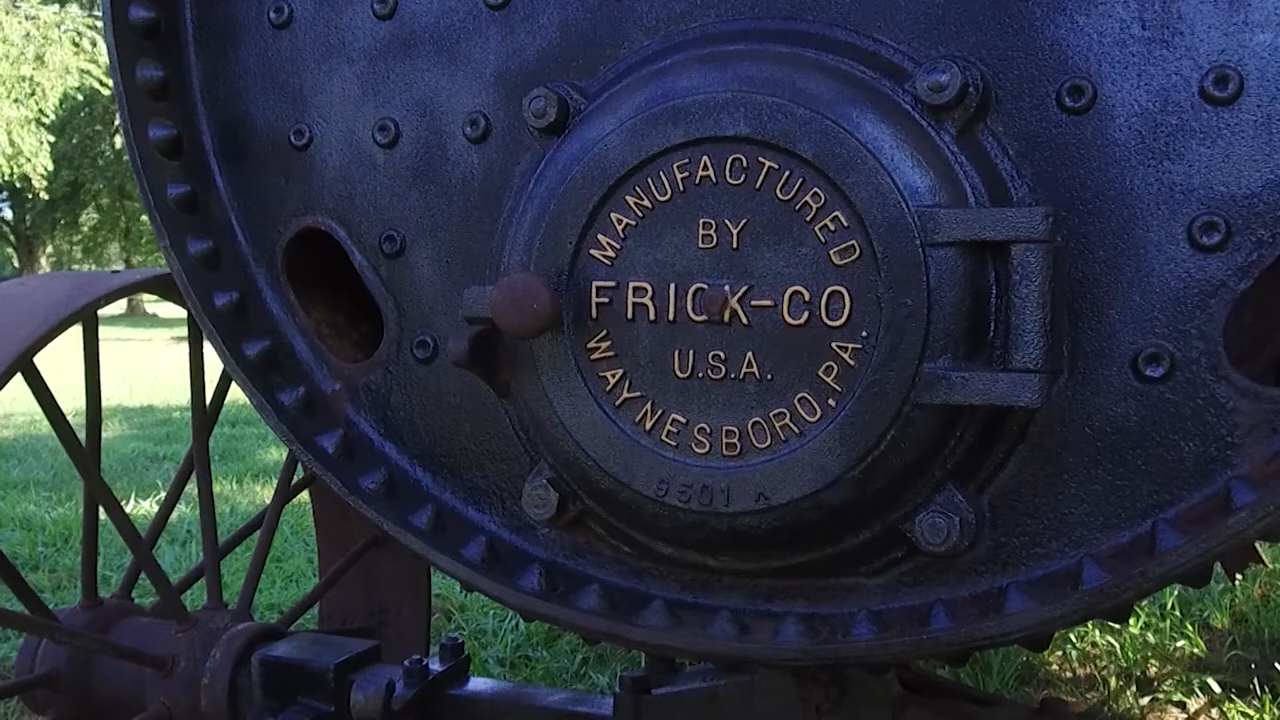 MANUFACTURED
BY
FRICK-CO
U.S.A.
WAYNESBORO, PA.
9501 A